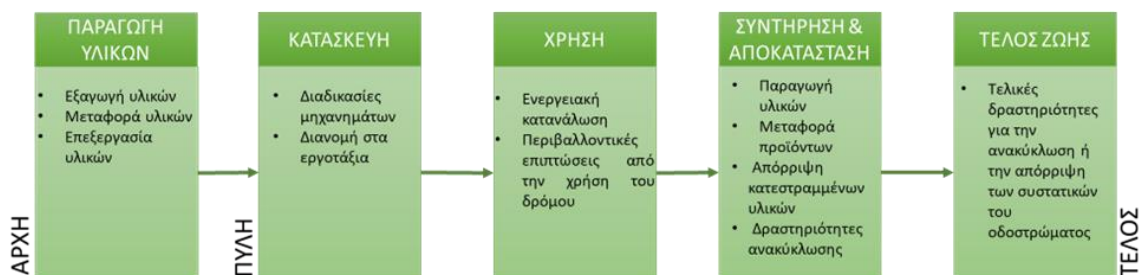 ΠΑΡΑΓΩΓΗ
ΥΛΙΚΩΝ
• Εξαγωγή υλικών
• Μεταφορά υλικών
• Επεξεργασία
υλικών
ΚΑΤΑΣΚΕΥΗ
• Διαδικασίες
μηχανημάτων
• Διανομή στα
εργοτάξια
ΧΡΗΣΗ
• Ενεργειακή
κατανάλωση
• Περιβαλλοντικές
επιπτώσεις από
την χρήση του
δρόμου
ΣΥΝΤΗΡΗΣΗ &
ΑΠΟΚΑΤΑΣΤΑΣΗ
• Παραγωγή
υλικών
• Μεταφορά
προϊόντων
• Απόρριψη
κατεστραμμένων
υλικών
• Δραστηριότητες
ανακύκλωσης
ΤΕΛΟΣ ΖΩΗΣ
• Τελικές
δραστηριότητες
για την
ανακύκλωση ή
την απόρριψη
των συστατικών
του
οδοστρώματος
ΑΡΧΗ
ΠΥΛΗ
ΤΕΛΟΣ